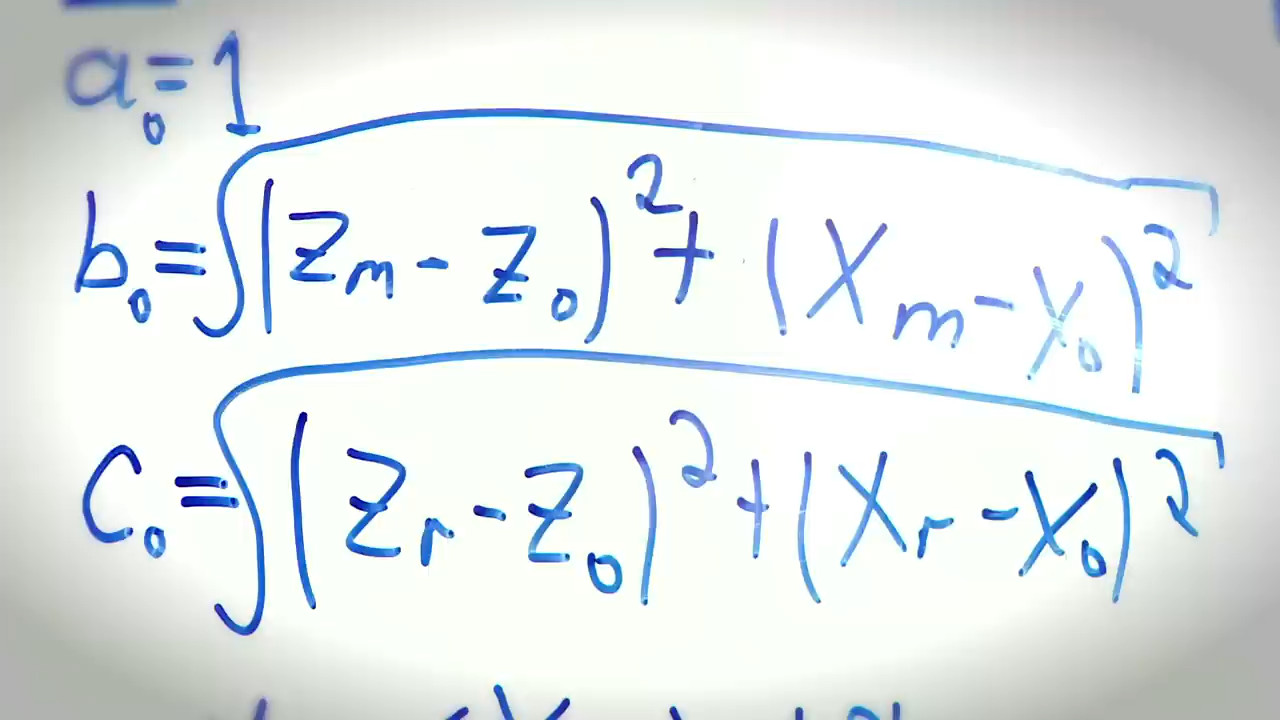 a₀=1
b₀=√(Zm-Z₀)²+(Xm-X₀)²
C₀=√(Zr-Z₀)²+(Xr-X₀)²